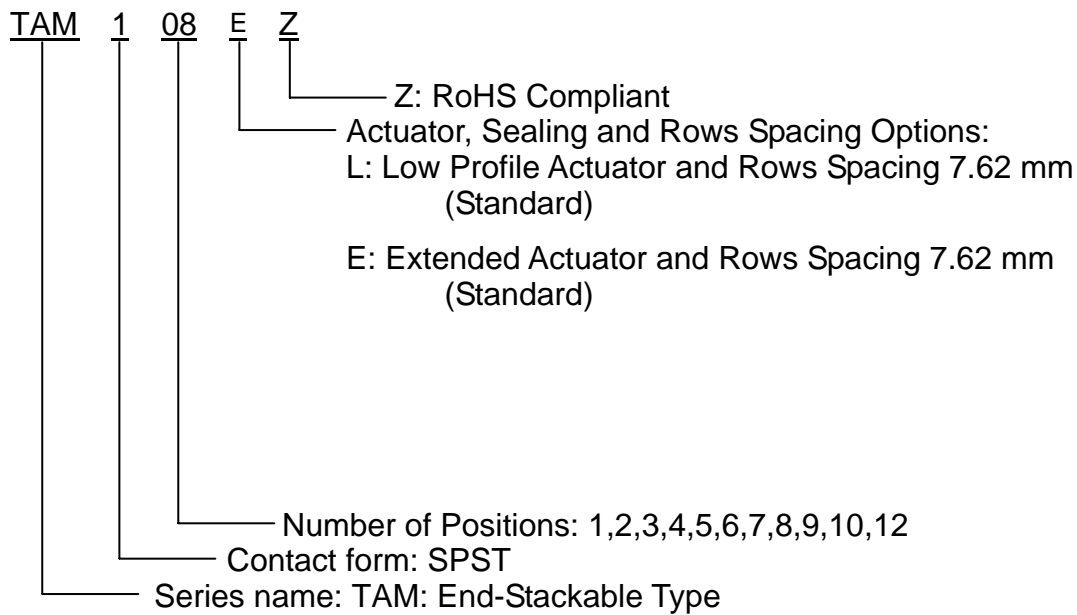 TAM 1 08 E Z
Z: RoHS Compliant
Actuator, Sealing and Rows Spacing Options:
L: Low Profile Actuator and Rows Spacing 7.62 mm
(Standard)
E: Extended Actuator and Rows Spacing 7.62 mm
(Standard)
Number of Positions: 1,2,3,4,5,6,7,8,9,10,12
Contact form: SPST
Series name: TAM: End-Stackable Type